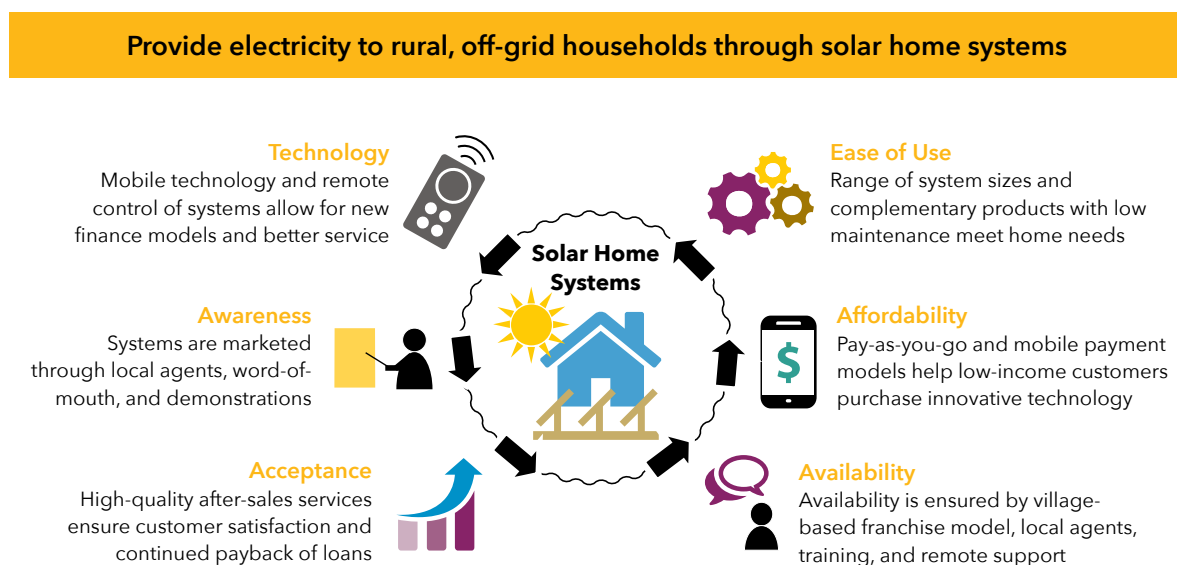 Provide electricity to rural, off-grid households through solar home systems
Technology
Mobile technology and remote
control of systems allow for new
finance models and better service
Awareness
Systems are marketed
through local agents, word-of-
mouth, and demonstrations
Acceptance
High-quality after-sales services
ensure customer satisfaction and
continued payback of loans
Solar Home
Systems
Ease of Use
Range of system sizes and
complementary products with low
maintenance meet home needs
Affordability
Pay-as-you-go and mobile payment
models help low-income customers
purchase innovative technology
$
Availability
Availability is ensured by village-
based franchise model, local agents,
training, and remote support